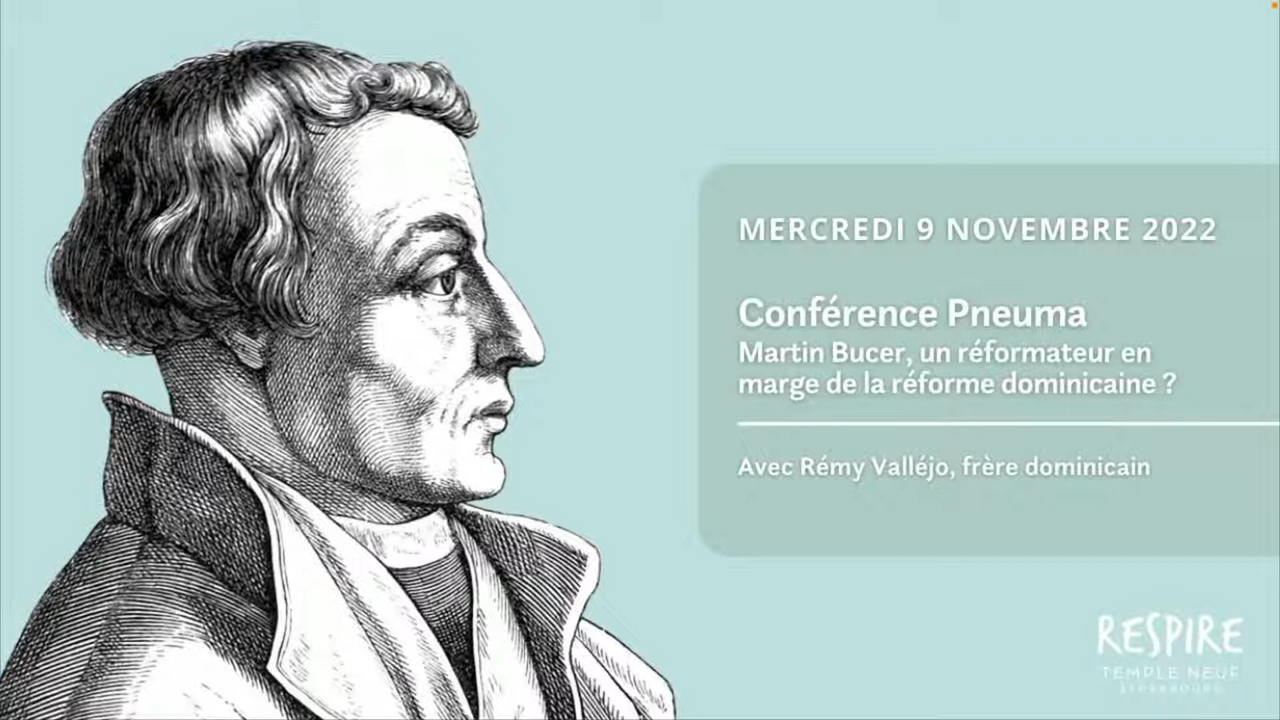 MERCREDI 9 NOVEMBRE 2022
Conférence Pneuma
Martin Bucer, un réformateur en
marge de la réforme dominicaine ?
Avec Rémy Valléjo, frère dominicain
RESPIRE
TEMPLE NEUF
STRASBOURG